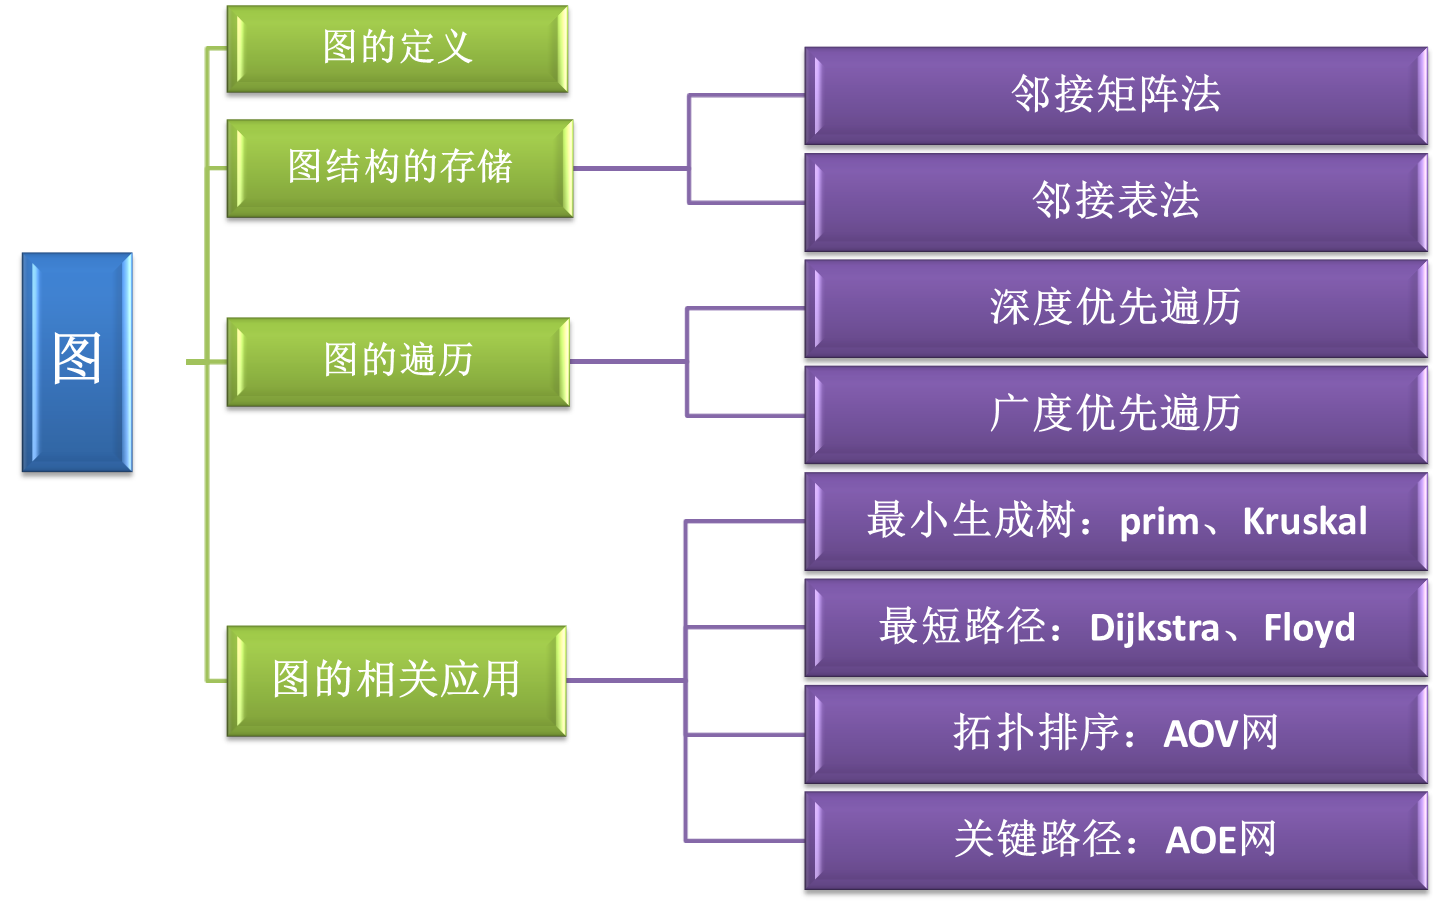 图
图的定义
图结构的存储
邻接矩阵法
邻接表法
图的遍历
深度优先遍历
广度优先遍历
图的相关应用
最小生成树：prim、Kruskal
最短路径：Dijkstra、Floyd
拓扑排序：AOV网
关键路径：AOE网